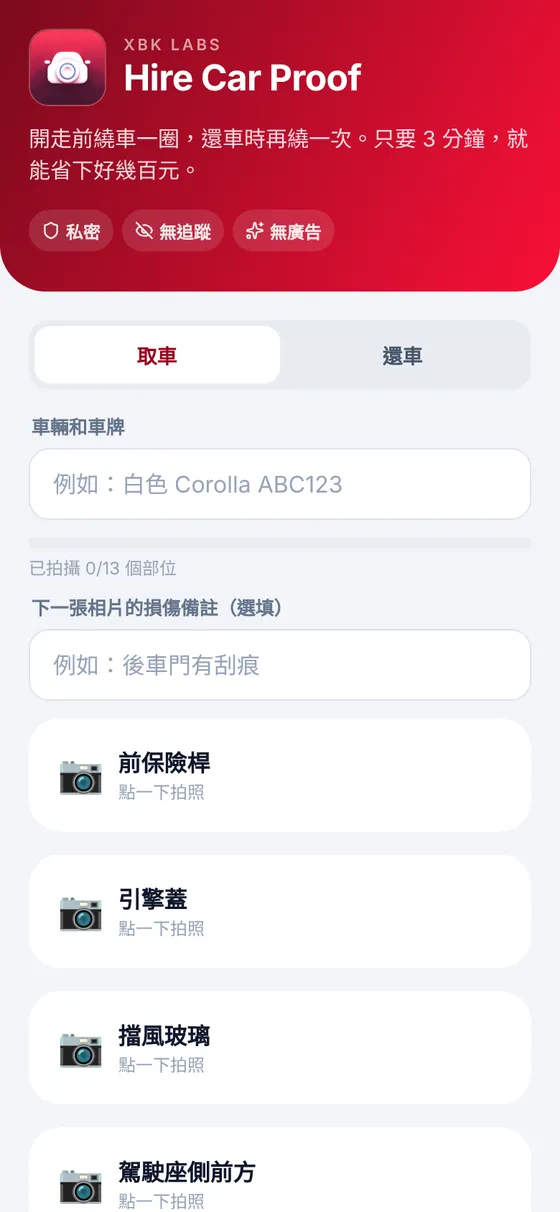 XBK LABS
Hire Car Proof
開走前繞車一圈，還車時再繞一次。只要 3 分鐘，就
能省下好幾百元。
私密
無追蹤
無廣告
取車
還車
車輛和車牌
例如：白色 Corolla ABC123
已拍攝 0/13 個部位
下一張相片的損傷備註（選填）
例如：後車門有刮痕
前保險桿
點一下拍照
引擎蓋
點一下拍照
擋風玻璃
點一下拍照
駕駛座側前方
點一下拍照